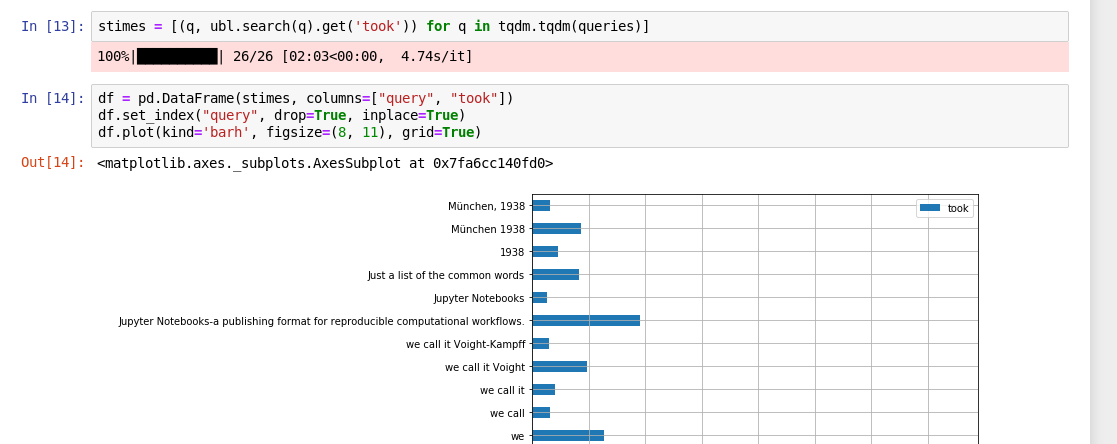 In [13]: stimes = [(q, ubl.search(q).get('took')) for q in tqdm.tqdm(queries)]
100%|██████████| 26/26 [02:03<00:00,  4.74s/it]
In [14]: df = pd.DataFrame(stimes, columns=["query", "took"])
df.set_index("query", drop=True, inplace=True)
df.plot(kind='barh', figsize=(8, 11), grid=True)
Out[14]: <matplotlib.axes._subplots.AxesSubplot at 0x7fa6cc140fd0>
took
München, 1938
München 1938
1938
Just a list of the common words
Jupyter Notebooks
Jupyter Notebooks-a publishing format for reproducible computational workflows.
we call it Voight-Kampff
we call it Voight
we call it
we call
we